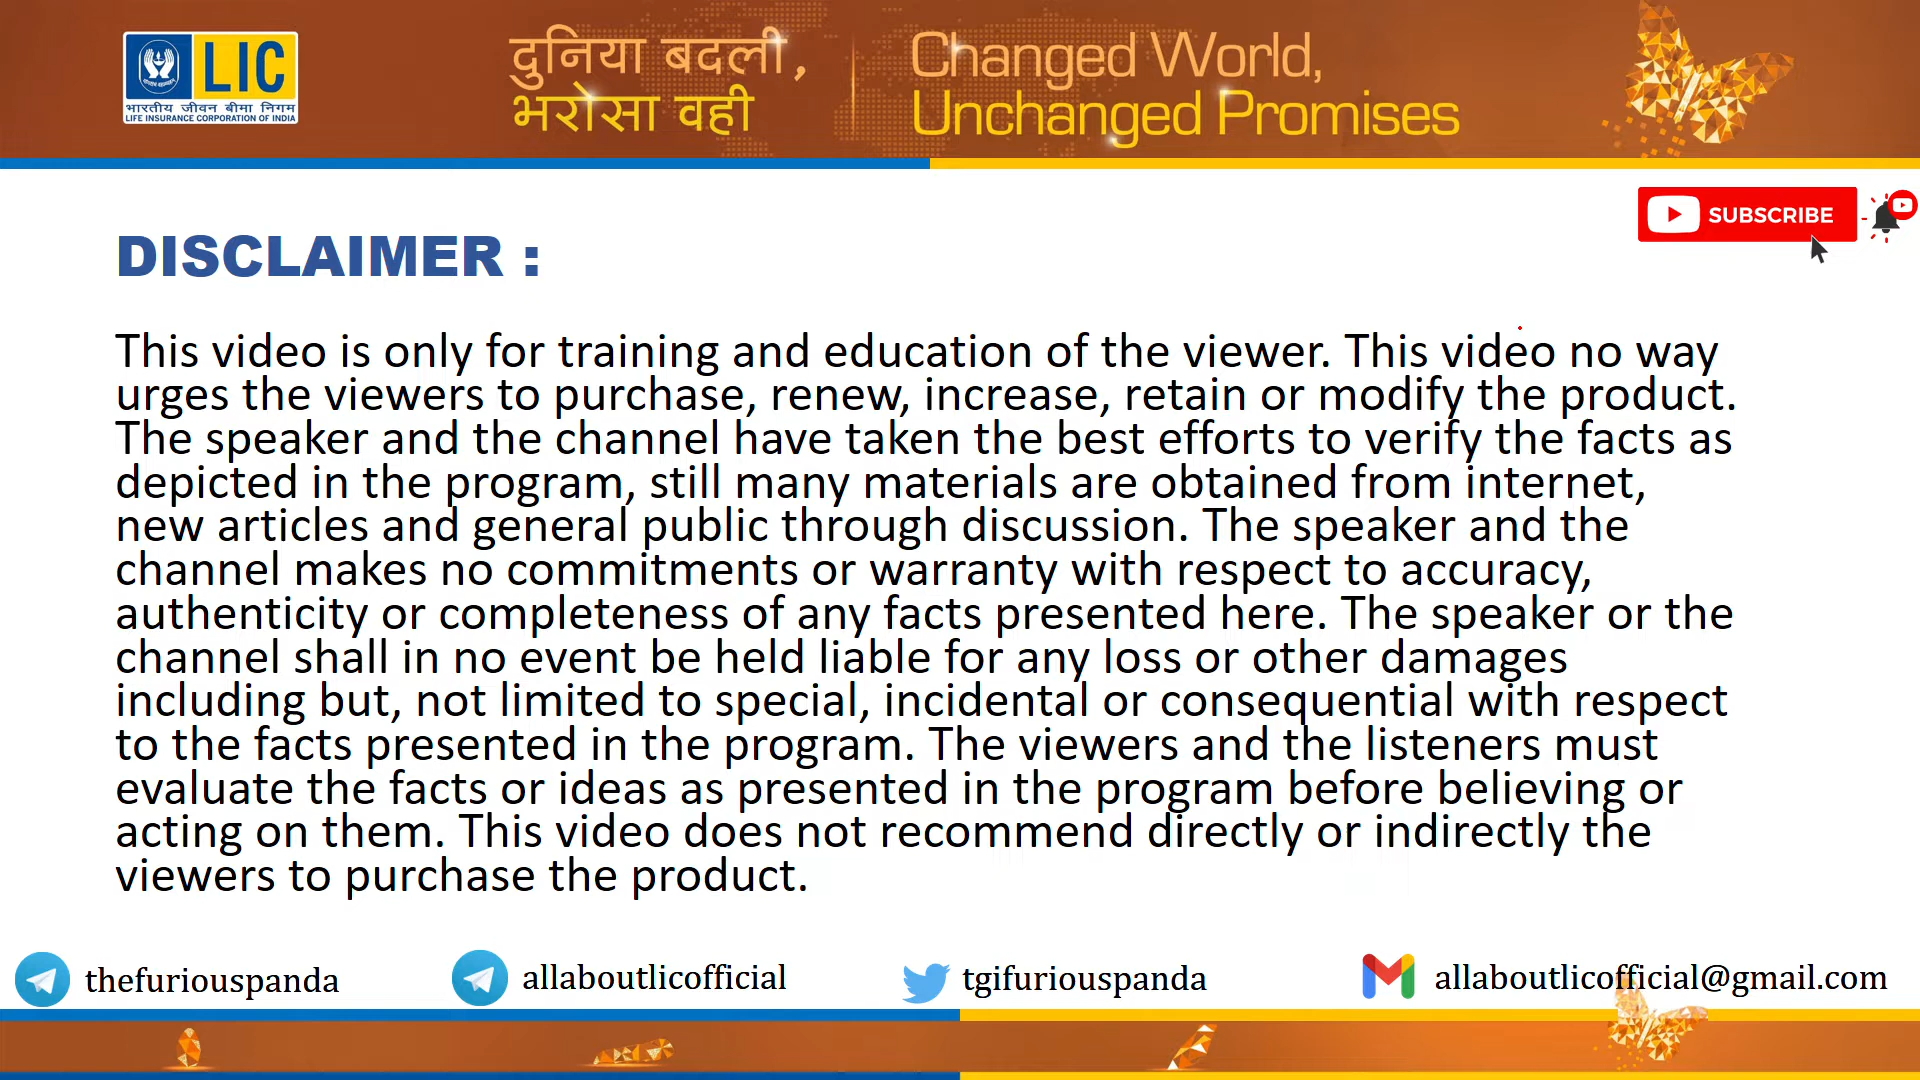 LIC
भारतीय जीवन बीमा निगम
LIFE INSURANCE CORPORATION OF INDIA
दुनिया बदली,
भरोसा वही
Changed World,
Unchanged Promises
SUBSCRIBE
DISCLAIMER :
This video is only for training and education of the viewer. This video no way
urges the viewers to purchase, renew, increase, retain or modify the product.
The speaker and the channel have taken the best efforts to verify the facts as
depicted in the program, still many materials are obtained from internet,
new articles and general public through discussion. The speaker and the
channel makes no commitments or warranty with respect to accuracy,
authenticity or completeness of any facts presented here. The speaker or the
channel shall in no event be held liable for any loss or other damages
including but, not limited to special, incidental or consequential with respect
to the facts presented in the program. The viewers and the listeners must
evaluate the facts or ideas as presented in the program before believing or
acting on them. This video does not recommend directly or indirectly the
viewers to purchase the product.
thefuriouspanda
allaboutlicofficial
tgifuriouspanda
allaboutlicofficial@gmail.com